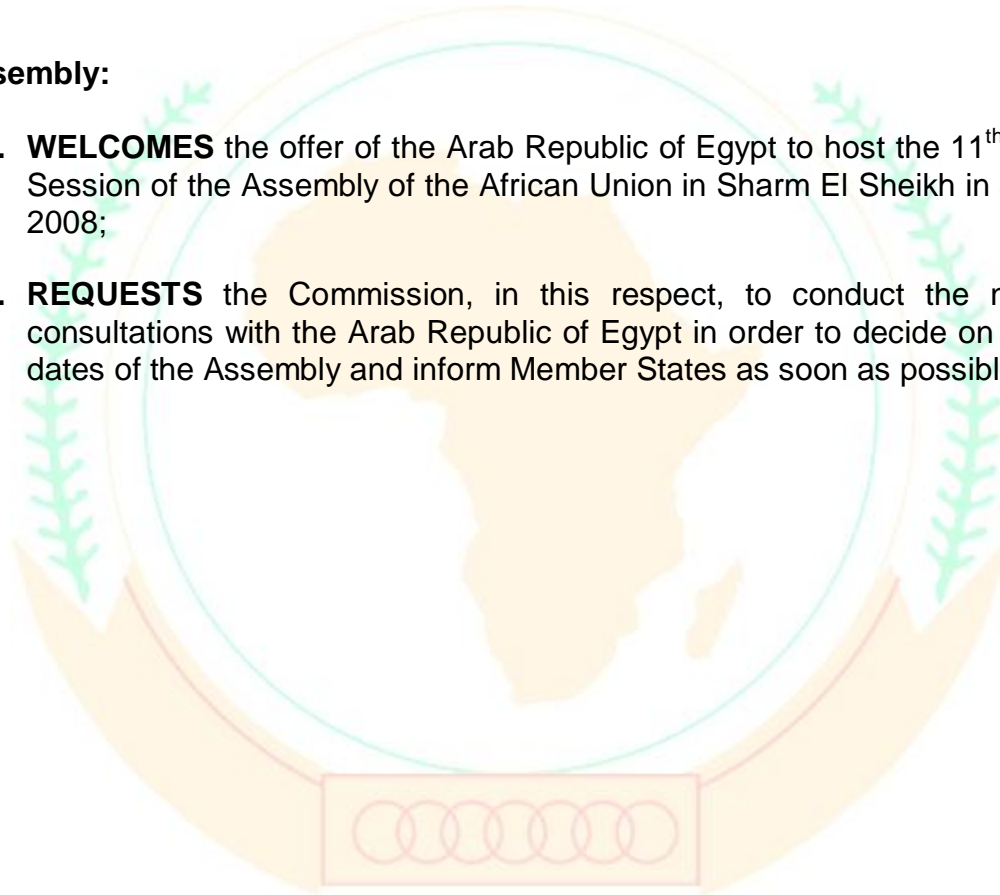 ssembly:
. WELCOMES the offer of the Arab Republic of Egypt to host the 11th
Session of the Assembly of the African Union in Sharm El Sheikh in
2008;
. REQUESTS the Commission, in this respect, to conduct the
consultations with the Arab Republic of Egypt in order to decide on
dates of the Assembly and inform Member States as soon as possibl